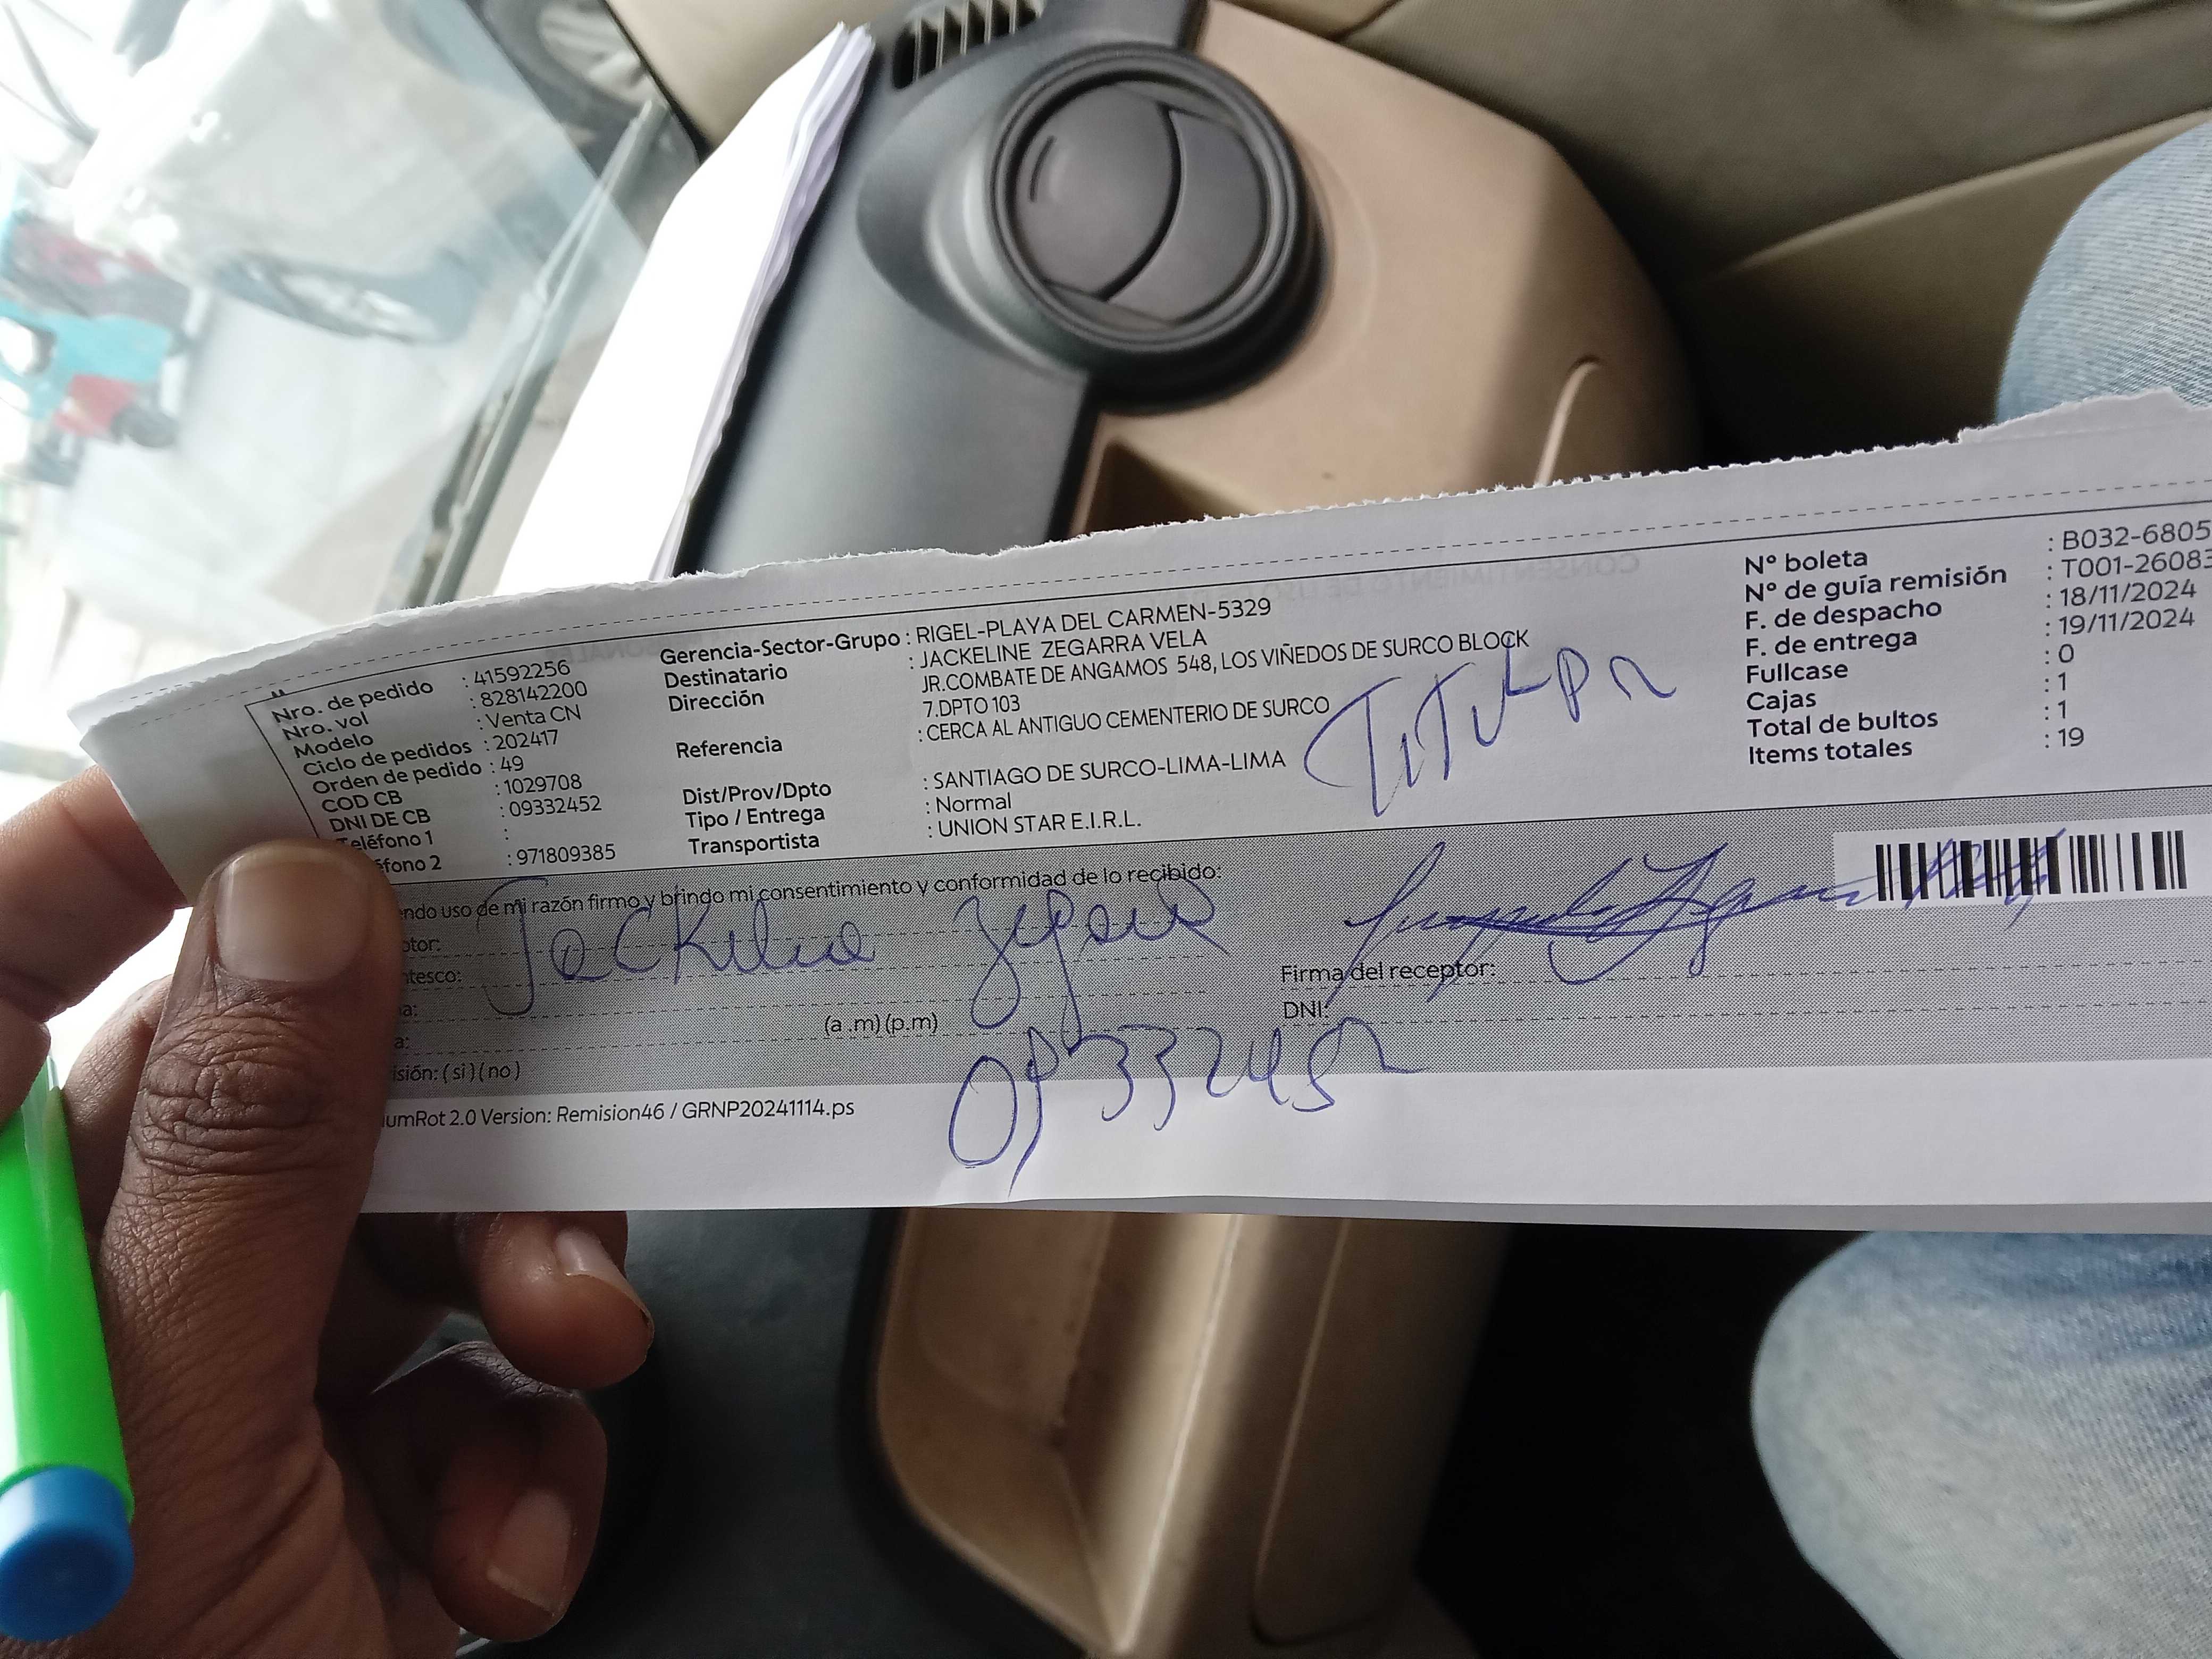 Nro. de pedido : 41592256
Nro. vol : 828142200
Modelo : Venta CN
Ciclo de pedidos : 202417
Orden de pedido : 49
COD CB : 1029708
DNI DE CB : 09332452
Teléfono 1 :
éfono 2 : 971809385
Gerencia-Sector-Grupo : RIGEL-PLAYA DEL CARMEN-5329
Destinatario : JACKELINE ZEGARRA VELA
Dirección JR.COMBATE DE ANGAMOS 548, LOS VIÑEDOS DE SURCO BLOCK
7.DPTO 103
Referencia : CERCA AL ANTIGUO CEMENTERIO DE SURCO
Dist/Prov/Dpto : SANTIAGO DE SURCO-LIMA-LIMA
Tipo / Entrega : Normal
Transportista : UNION STAR E.I.R.L.
Nº boleta : B032-6805
Nº de guía remisión : T001-26083
F. de despacho : 18/11/2024
F. de entrega : 19/11/2024
Fullcase : 0
Cajas : 1
Total de bultos : 1
Items totales : 19
ndo uso de mi razón firmo y brindo mi consentimiento y conformidad de lo recibido:
ptor:
ntesco:
a:
a: (a .m) (p.m)
isión: ( si ) ( no )
Firma del receptor:
DNI:
09332452
umRot 2.0 Version: Remision46 / GRNP20241114.ps